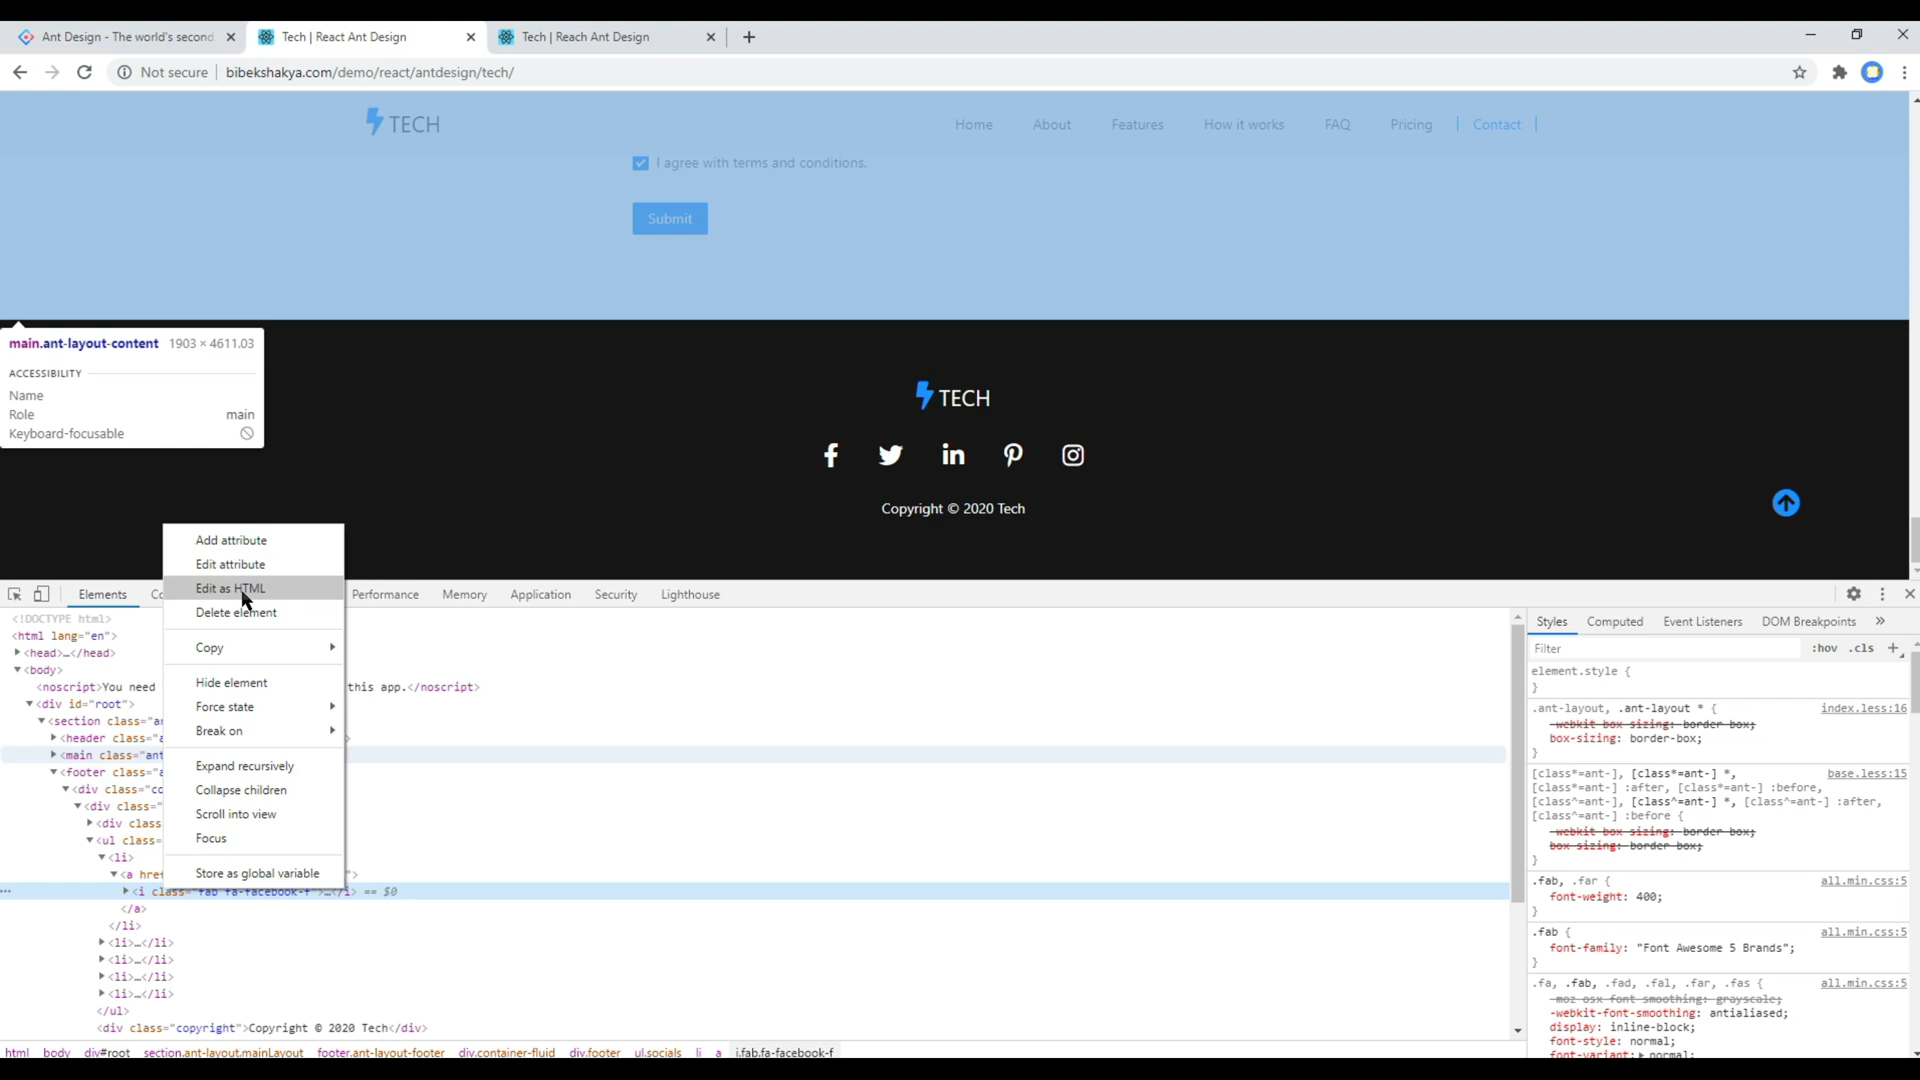 Ant Design - The world's second
Tech | React Ant Design
Tech | Reach Ant Design
Not secure | bibekshakya.com/demo/react/antdesign/tech/
TECH
Home
About
Features
How it works
FAQ
Pricing
Contact
I agree with terms and conditions.
Submit
main.ant-layout-content 1903 × 4611.03
ACCESSIBILITY
Name
Role main
Keyboard-focusable
TECH
Copyright © 2020 Tech
Add attribute
Edit attribute
Edit as HTML
Delete element
Copy
Hide element
Force state
Break on
Expand recursively
Collapse children
Scroll into view
Focus
Store as global variable
Elements
Performance
Memory
Application
Security
Lighthouse
<!DOCTYPE html>
<html lang="en">
<head>…</head>
<body>
<noscript>You need this app.</noscript>
<div id="root">
<section class="
<header class="
<main class="ant
<footer class="
<div class="
<div class="
<div class
<ul class=
<li>
<a href ">
<i class="fab fa-facebook-f">…</i> == $0
</a>
</li>
<li>…</li>
<li>…</li>
<li>…</li>
<li>…</li>
</ul>
<div class="copyright">Copyright © 2020 Tech</div>
html body div#root section.ant-layout.mainLayout footer.ant-layout-footer div.container-fluid div.footer ul.socials li a i.fab.fa-facebook-f
Styles
Computed
Event Listeners
DOM Breakpoints
»
Filter
:hov .cls +
element.style {
}
.ant-layout, .ant-layout * { index.less:16
-webkit-box-sizing: border-box;
box-sizing: border-box;
}
[class*=ant-], [class*=ant-] *, base.less:15
[class*=ant-] :after, [class*=ant-] :before,
[class^=ant-], [class^=ant-] *, [class^=ant-] :after,
[class^=ant-] :before {
-webkit-box-sizing: border-box;
box-sizing: border-box;
}
.fab, .far { all.min.css:5
font-weight: 400;
}
.fab { all.min.css:5
font-family: "Font Awesome 5 Brands";
}
.fa, .fab, .fad, .fal, .far, .fas { all.min.css:5
-moz-osx-font-smoothing: grayscale;
-webkit-font-smoothing: antialiased;
display: inline-block;
font-style: normal;
font-variant: normal;